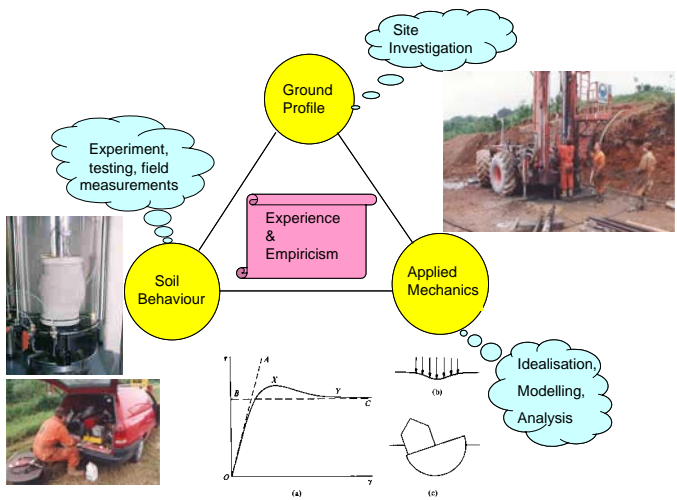 Site
Investigation
Ground
Profile
Experiment,
testing, field
measurements
Experience
&
Empiricism
Soil
Behaviour
Applied
Mechanics
Idealisation,
Modelling,
Analysis
τ
A
X
B
Y
C
O
γ
(a)
(b)
(c)